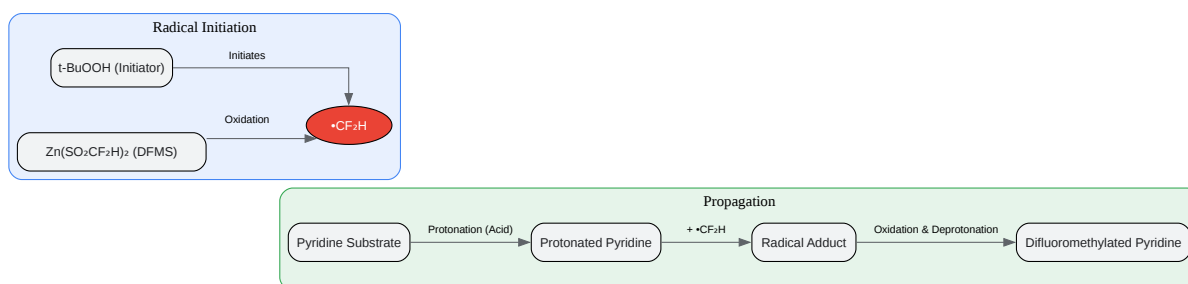 Radical Initiation
t-BuOOH (Initiator)
Initiates
Zn(SO₂CF₂H)₂ (DFMS)
Oxidation
•CF₂H
Propagation
Pyridine Substrate
Protonation (Acid)
Protonated Pyridine
+ •CF₂H
Radical Adduct
Oxidation & Deprotonation
Difluoromethylated Pyridine